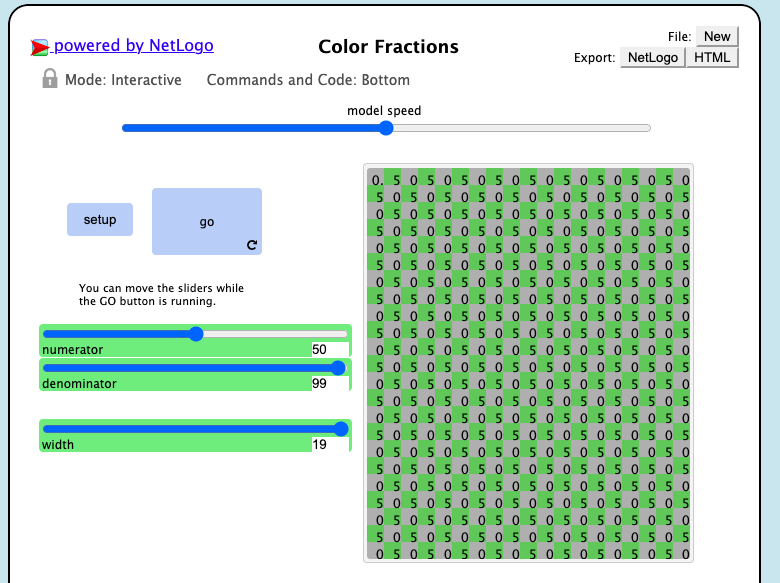 powered by NetLogo
Color Fractions
File: New
Export: NetLogo HTML
Mode: Interactive Commands and Code: Bottom
model speed
setup
go
You can move the sliders while
the GO button is running.
numerator 50
denominator 99
width 19
0. 5 0 5 0 5 0 5 0 5 0 5 0 5 0 5 0 5 0
5 0 5 0 5 0 5 0 5 0 5 0 5 0 5 0 5 0 5
0 5 0 5 0 5 0 5 0 5 0 5 0 5 0 5 0 5 0
5 0 5 0 5 0 5 0 5 0 5 0 5 0 5 0 5 0 5
0 5 0 5 0 5 0 5 0 5 0 5 0 5 0 5 0 5 0
5 0 5 0 5 0 5 0 5 0 5 0 5 0 5 0 5 0 5
0 5 0 5 0 5 0 5 0 5 0 5 0 5 0 5 0 5 0
5 0 5 0 5 0 5 0 5 0 5 0 5 0 5 0 5 0 5
0 5 0 5 0 5 0 5 0 5 0 5 0 5 0 5 0 5 0
5 0 5 0 5 0 5 0 5 0 5 0 5 0 5 0 5 0 5
0 5 0 5 0 5 0 5 0 5 0 5 0 5 0 5 0 5 0
5 0 5 0 5 0 5 0 5 0 5 0 5 0 5 0 5 0 5
0 5 0 5 0 5 0 5 0 5 0 5 0 5 0 5 0 5 0
5 0 5 0 5 0 5 0 5 0 5 0 5 0 5 0 5 0 5
0 5 0 5 0 5 0 5 0 5 0 5 0 5 0 5 0 5 0
5 0 5 0 5 0 5 0 5 0 5 0 5 0 5 0 5 0 5
0 5 0 5 0 5 0 5 0 5 0 5 0 5 0 5 0 5 0
5 0 5 0 5 0 5 0 5 0 5 0 5 0 5 0 5 0 5
0 5 0 5 0 5 0 5 0 5 0 5 0 5 0 5 0 5 0
5 0 5 0 5 0 5 0 5 0 5 0 5 0 5 0 5 0 5
0 5 0 5 0 5 0 5 0 5 0 5 0 5 0 5 0 5 0
5 0 5 0 5 0 5 0 5 0 5 0 5 0 5 0 5 0 5
0 5 0 5 0 5 0 5 0 5 0 5 0 5 0 5 0 5 0